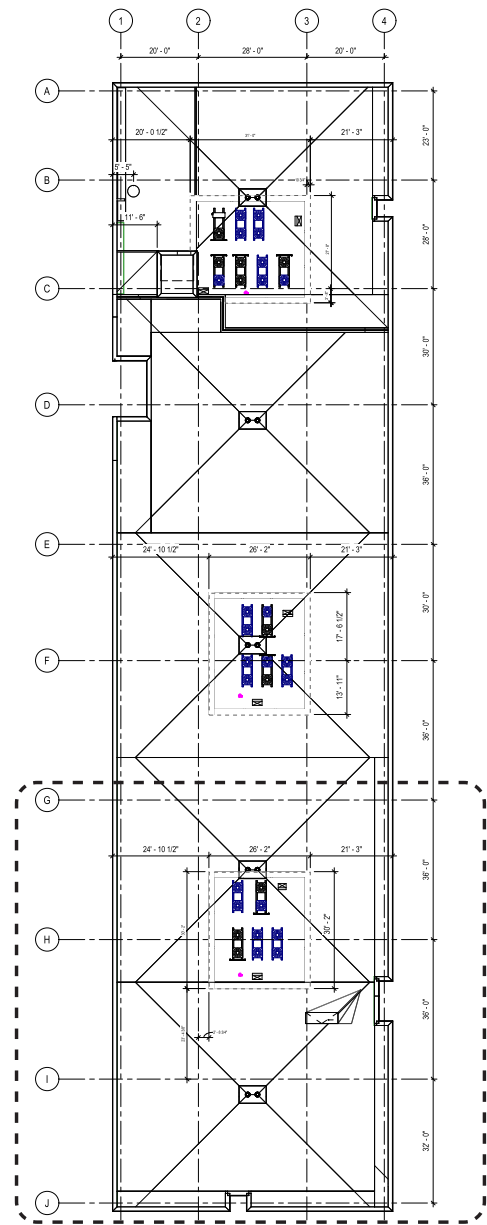 1
2
3
4
20' - 0"
28' - 0"
20' - 0"
A
20' - 0 1/2"
21' - 3"
23' - 0"
5' - 5"
B
11' - 6"
28' - 0"
C
30' - 0"
D
36' - 0"
E
24' - 10 1/2"
26' - 2"
21' - 3"
30' - 0"
17' - 6 1/2"
F
13' - 11"
36' - 0"
G
24' - 10 1/2"
26' - 2"
21' - 3"
36' - 0"
30' - 2"
H
36' - 0"
I
32' - 0"
J